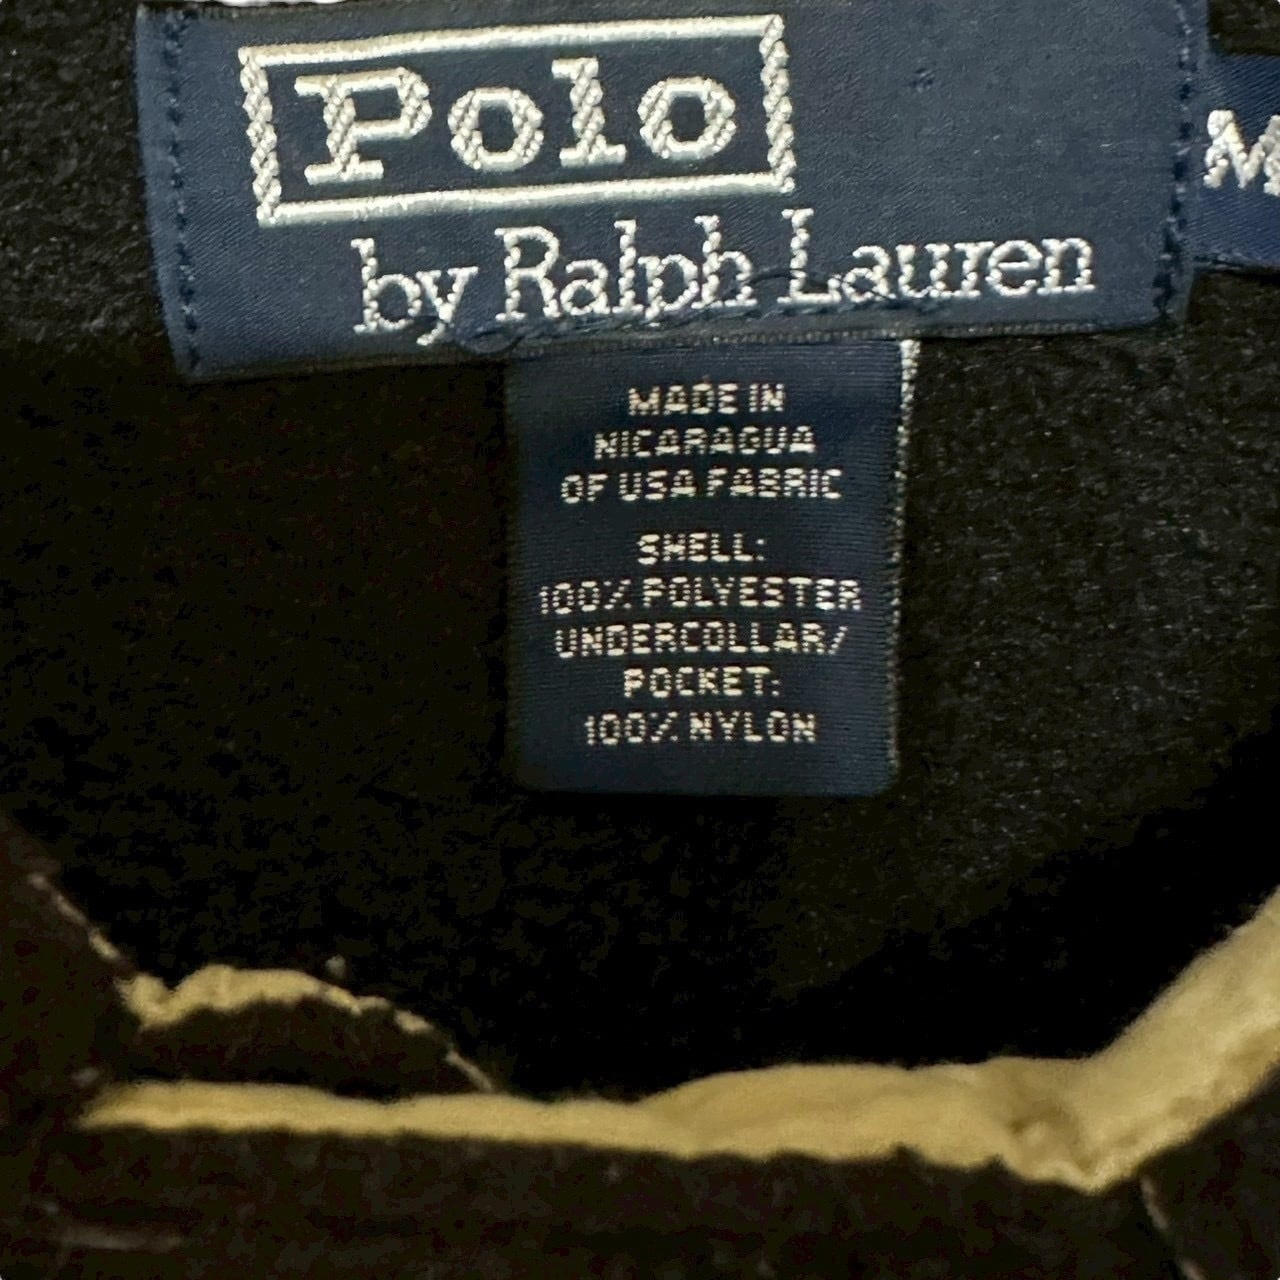 Polo
by Ralph Lauren
M
MADE IN
NICARAGUA
OF USA FABRIC
SHELL:
100% POLYESTER
UNDERCOLLAR/
POCKET:
100% NYLON